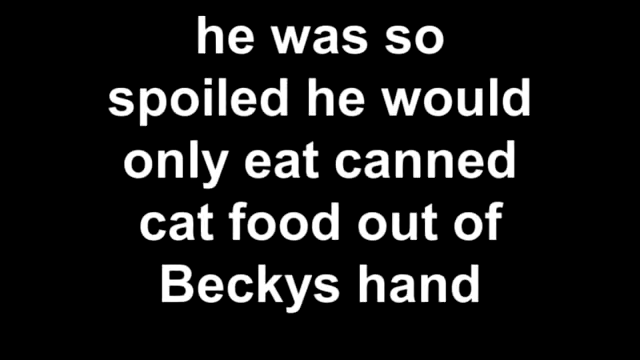 he was so
spoiled he would
only eat canned
cat food out of
Beckys hand